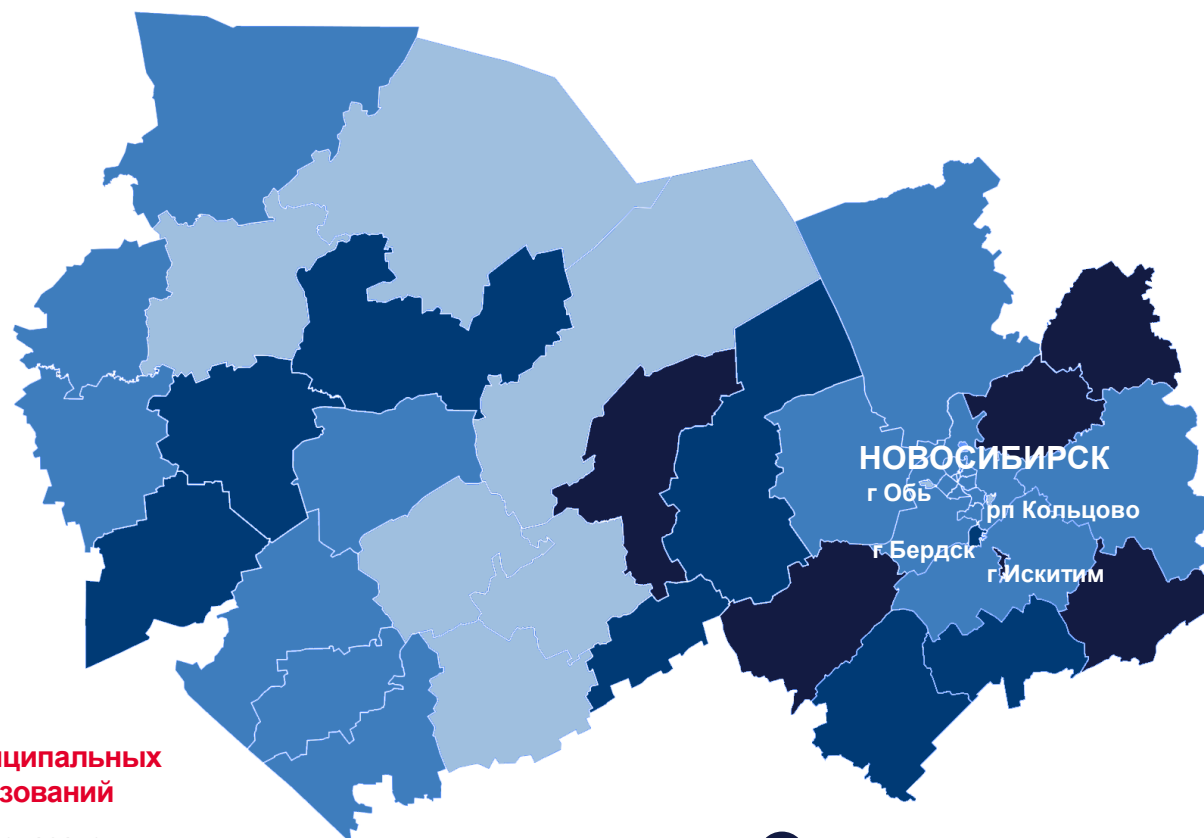 НОВОСИБИРСК
г Обь
рп Кольцово
г Бердск
г Искитим
ципальных
зований